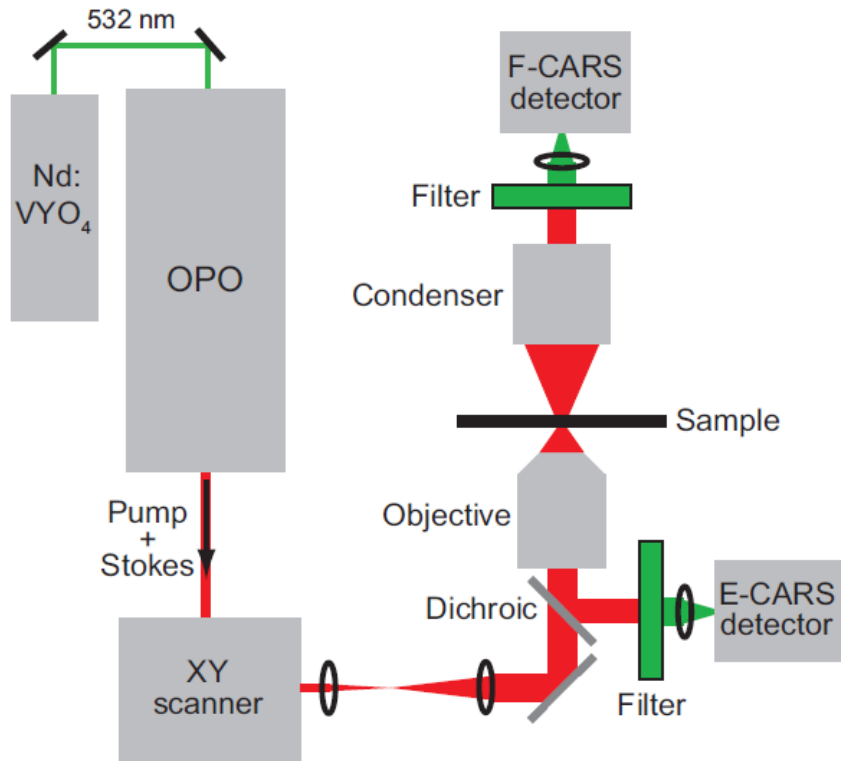 532 nm
Nd:
VYO4
OPO
Pump
+
Stokes
XY
scanner
F-CARS
detector
Filter
Condenser
Sample
Objective
Dichroic
E-CARS
detector
Filter